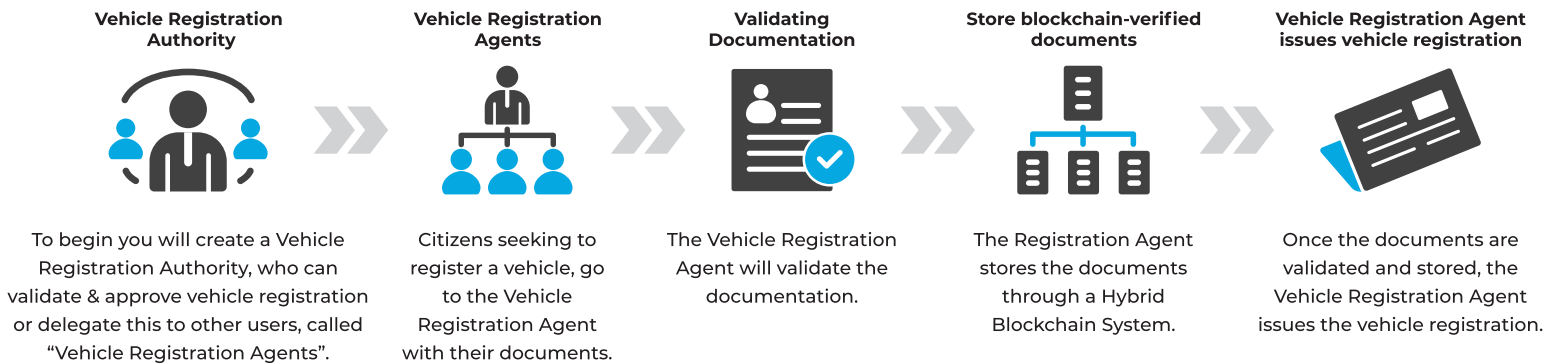 Vehicle Registration
Authority
To begin you will create a Vehicle
Registration Authority, who can
validate & approve vehicle registration
or delegate this to other users, called
“Vehicle Registration Agents”.
Vehicle Registration
Agents
Citizens seeking to
register a vehicle, go
to the Vehicle
Registration Agent
with their documents.
Validating
Documentation
The Vehicle Registration
Agent will validate the
documentation.
Store blockchain-verified
documents
The Registration Agent
stores the documents
through a Hybrid
Blockchain System.
Vehicle Registration Agent
issues vehicle registration
Once the documents are
validated and stored, the
Vehicle Registration Agent
issues the vehicle registration.